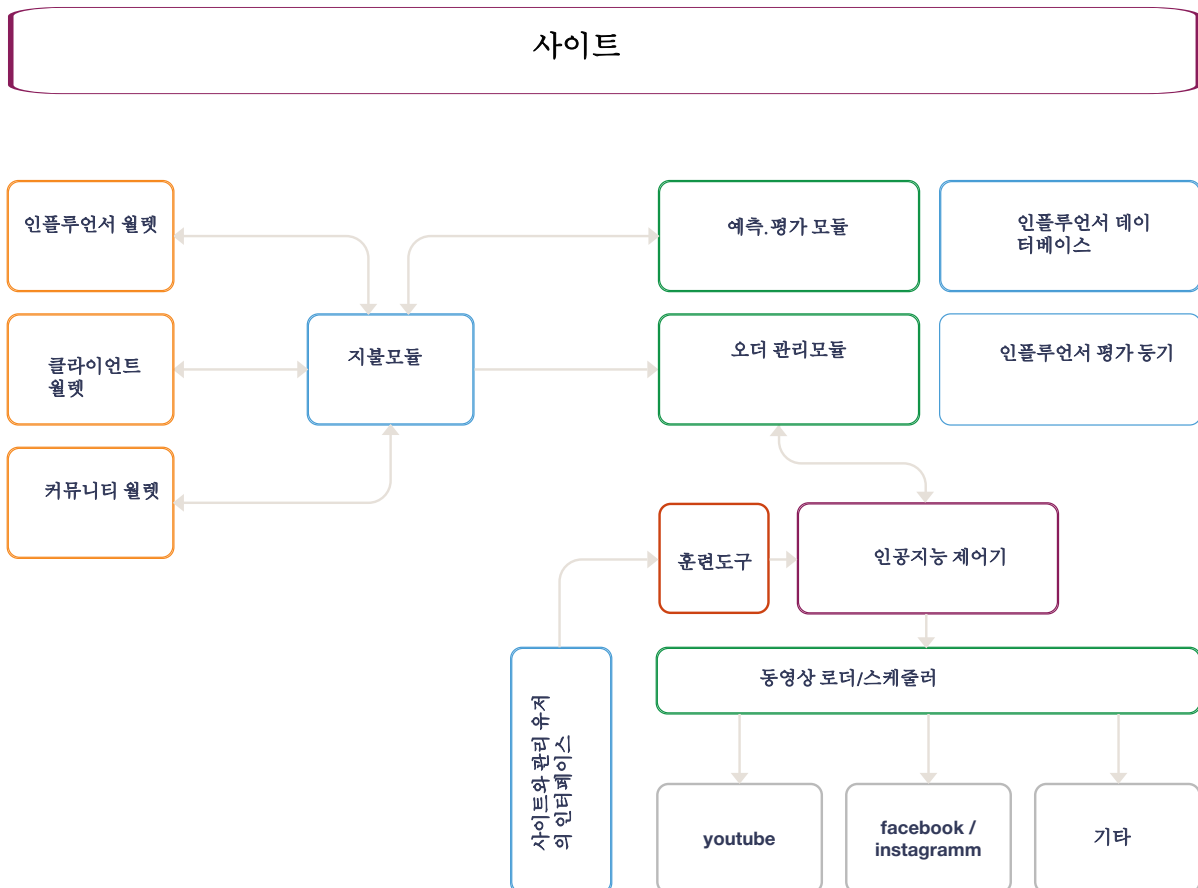 사이트
인플루언서 월렛
예측.평가 모듈
인플루언서 데이
터베이스
클라이언트
월렛
지불모듈
오더 관리모듈
인플루언서 평가 등기
커뮤니티 월렛
훈련도구
인공지능 제어기
동영상 로더/스케줄러
사이트와 관리 유저
의 인터페이스
youtube
facebook /
instagramm
기타